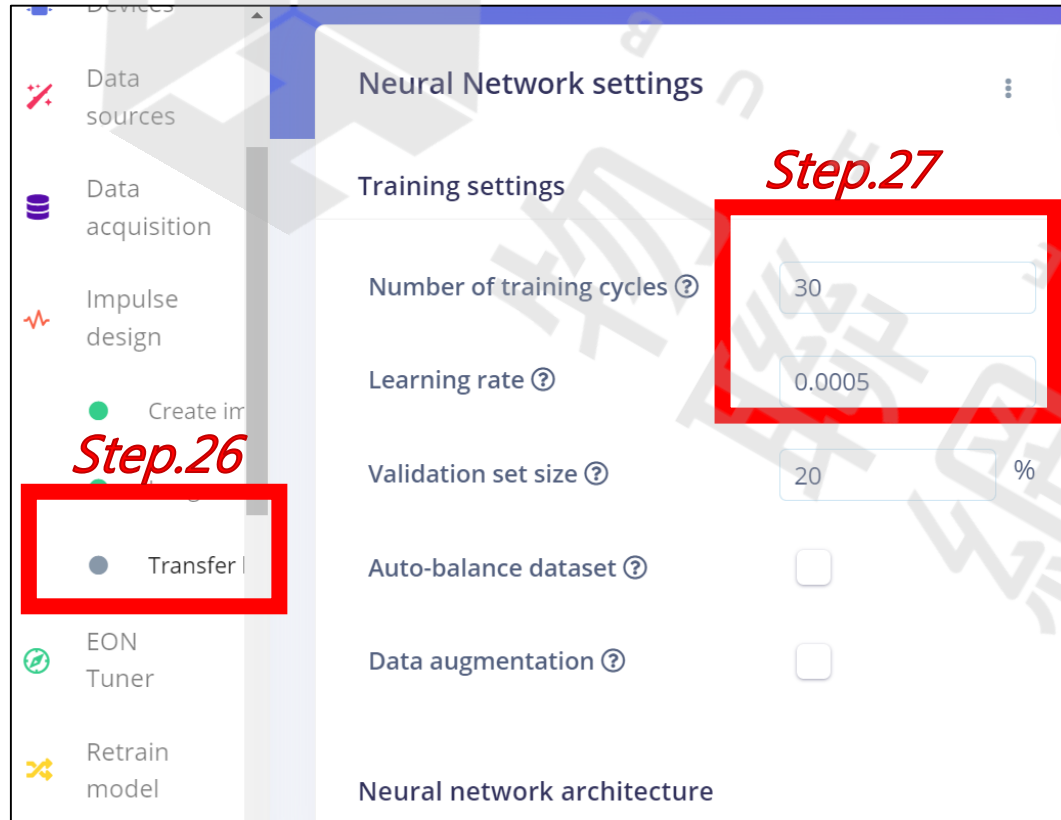 Devices
Data
sources
Data
acquisition
Impulse
design
Create im
Step.26
Transfer l
EON
Tuner
Retrain
model
Neural Network settings
Training settings
Step.27
Number of training cycles
30
Learning rate
0.0005
Validation set size
20 %
Auto-balance dataset
Data augmentation
Neural network architecture